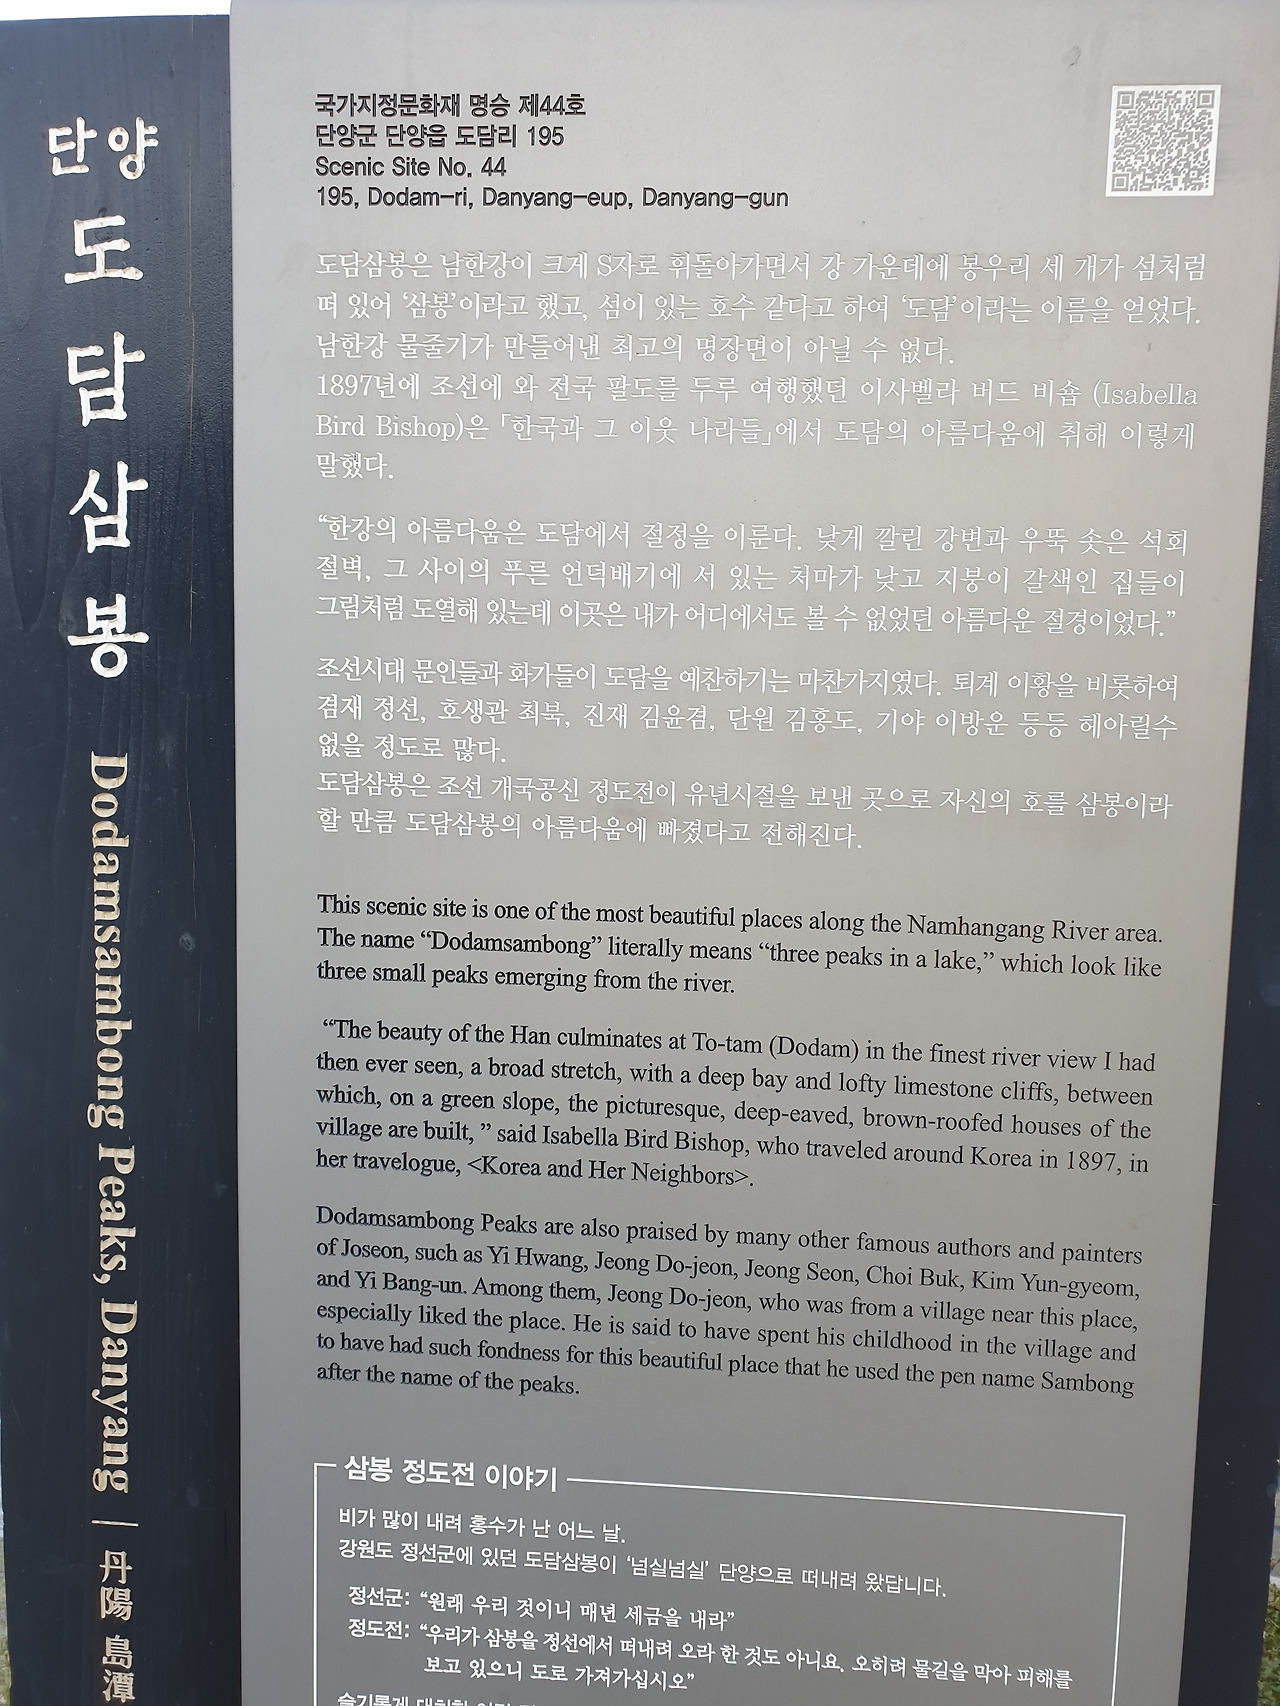 단양
도
담
삼
봉
Dodamsambong Peaks, Danyang
丹陽 島潭
국가지정문화재 명승 제44호
단양군 단양읍 도담리 195
Scenic Site No. 44
195, Dodam-ri, Danyang-eup, Danyang-gun
도담삼봉은 남한강이 크게 S자로 휘돌아가면서 강 가운데에 봉우리 세 개가 섬처럼
떠 있어 ‘삼봉’이라고 했고, 섬이 있는 호수 같다고 하여 ‘도담’이라는 이름을 얻었다.
남한강 물줄기가 만들어낸 최고의 명장면이 아닐 수 없다.
1897년에 조선에 와 전국 팔도를 두루 여행했던 이사벨라 버드 비숍 (Isabella
Bird Bishop)은 「한국과 그 이웃 나라들」에서 도담의 아름다움에 취해 이렇게
말했다.
“한강의 아름다움은 도담에서 절정을 이룬다. 낮게 깔린 강변과 우뚝 솟은 석회
절벽, 그 사이의 푸른 언덕배기에 서 있는 처마가 낮고 지붕이 갈색인 집들이
그림처럼 도열해 있는데 이곳은 내가 어디에서도 볼 수 없었던 아름다운 절경이었다.”
조선시대 문인들과 화가들이 도담을 예찬하기는 마찬가지였다. 퇴계 이황을 비롯하여
겸재 정선, 호생관 최북, 진재 김윤겸, 단원 김홍도, 기야 이방운 등등 헤아릴수
없을 정도로 많다.
도담삼봉은 조선 개국공신 정도전이 유년시절을 보낸 곳으로 자신의 호를 삼봉이라
할 만큼 도담삼봉의 아름다움에 빠졌다고 전해진다.
This scenic site is one of the most beautiful places along the Namhangang River area.
The name “Dodamsambong” literally means “three peaks in a lake,” which look like
three small peaks emerging from the river.
“The beauty of the Han culminates at To-tam (Dodam) in the finest river view I had
then ever seen, a broad stretch, with a deep bay and lofty limestone cliffs, between
which, on a green slope, the picturesque, deep-eaved, brown-roofed houses of the
village are built, ” said Isabella Bird Bishop, who traveled around Korea in 1897, in
her travelogue, <Korea and Her Neighbors>.
Dodamsambong Peaks are also praised by many other famous authors and painters
of Joseon, such as Yi Hwang, Jeong Do-jeon, Jeong Seon, Choi Buk, Kim Yun-gyeom,
and Yi Bang-un. Among them, Jeong Do-jeon, who was from a village near this place,
especially liked the place. He is said to have spent his childhood in the village and
to have had such fondness for this beautiful place that he used the pen name Sambong
after the name of the peaks.
삼봉 정도전 이야기
비가 많이 내려 홍수가 난 어느 날.
강원도 정선군에 있던 도담삼봉이 ‘넘실넘실’ 단양으로 떠내려 왔답니다.
정선군: “원래 우리 것이니 매년 세금을 내라”
정도전: “우리가 삼봉을 정선에서 떠내려 오라 한 것도 아니요. 오히려 물길을 막아 피해를
보고 있으니 도로 가져가십시오”